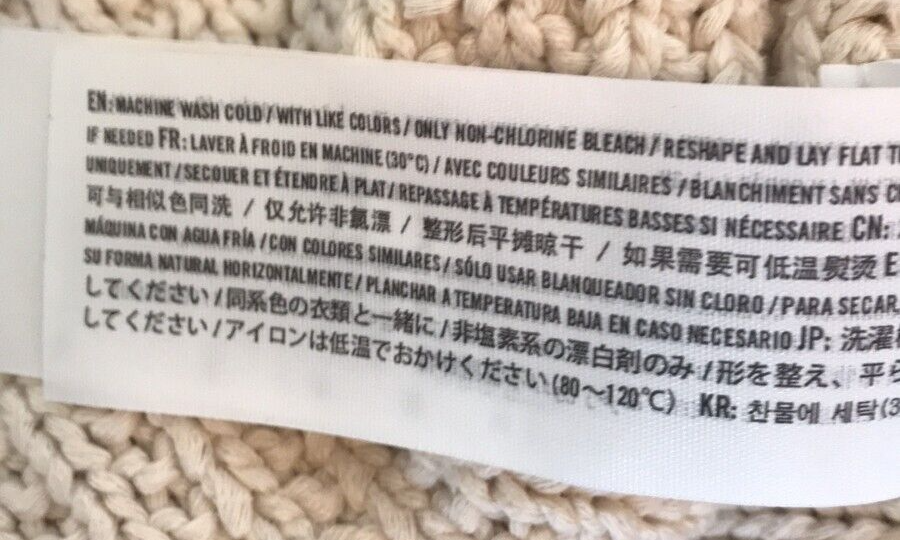 EN: MACHINE WASH COLD / WITH LIKE COLORS / ONLY NON-CHLORINE BLEACH / RESHAPE AND LAY FLAT
IF NEEDED FR: LAVER À FROID EN MACHINE (30°C) / AVEC COULEURS SIMILAIRES / BLANCHIMENT SANS
UNIQUEMENT / SECOUER ET ÉTENDRE À PLAT / REPASSAGE À TEMPÉRATURES BASSES SI NÉCESSAIRE CN:
可与相似色同洗 / 仅允许非氯漂 / 整形后平摊晾干 / 如果需要可低温熨烫
MÁQUINA CON AGUA FRÍA / CON COLORES SIMILARES / SÓLO USAR BLANQUEADOR SIN CLORO / PARA SECAR,
SU FORMA NATURAL HORIZONTALMENTE / PLANCHAR A TEMPERATURA BAJA EN CASO NECESARIO JP: 洗濯
してください / 同系色の衣類と一緒に / 非塩素系の漂白剤のみ / 形を整え、平ら
してください / アイロンは低温でおかけください (80～120℃) KR: 찬물에 세탁(3